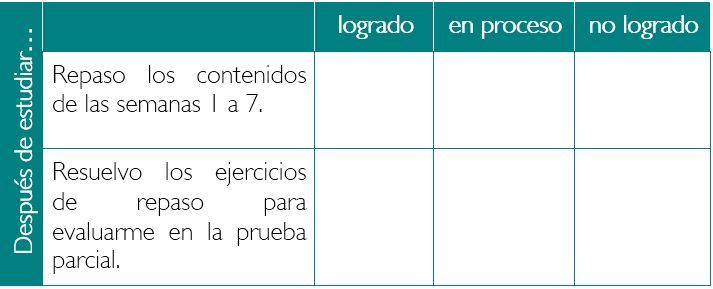 Después de estudiar...
logrado en proceso no logrado
Repaso los contenidos
de las semanas 1 a 7.
Resuelvo los ejercicios
de repaso para
evaluarme en la prueba
parcial.